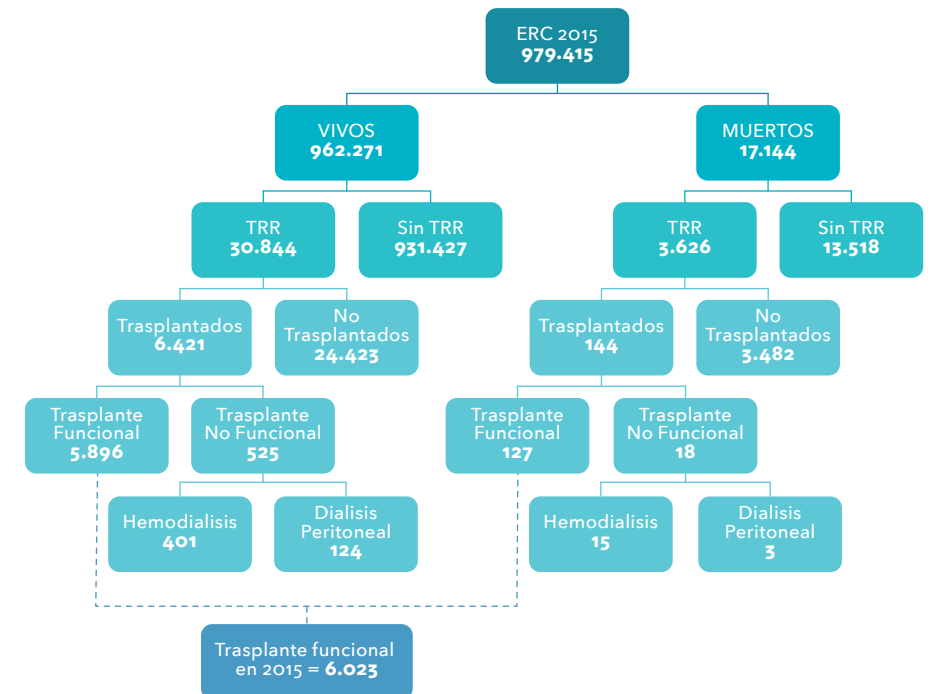 ERC 2015
979.415
VIVOS
962.271
MUERTOS
17.144
TRR
30.844
Sin TRR
931.427
TRR
3.626
Sin TRR
13.518
Trasplantados
6.421
No
Trasplantados
24.423
Trasplantados
144
No
Trasplantados
3.482
Trasplante
Funcional
5.896
Trasplante
No Funcional
525
Trasplante
Funcional
127
Trasplante
No Funcional
18
Hemodialisis
401
Dialisis
Peritoneal
124
Hemodialisis
15
Dialisis
Peritoneal
3
Trasplante funcional
en 2015 = 6.023